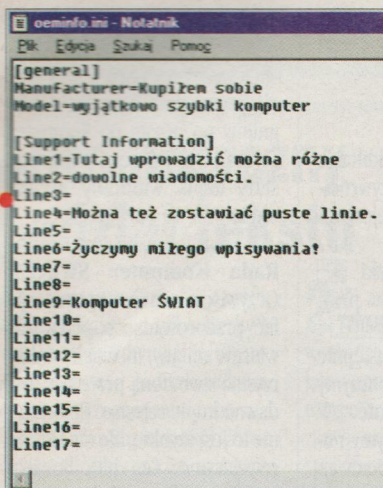 oeminfo.ini - Notatnik
Plik Edycja Szukaj Pomoc
[general]
Manufacturer=Kupiłem sobie
Model=wyjątkowo szybki komputer
[Support Information]
Line1=Tutaj wprowadzić można różne
Line2=dowolne wiadomości.
Line3=
Line4=Można też zostawiać puste linie.
Line5=
Line6=Życzymy miłego wpisywania!
Line7=
Line8=
Line9=Komputer ŚWIAT
Line10=
Line11=
Line12=
Line13=
Line14=
Line15=
Line16=
Line17=